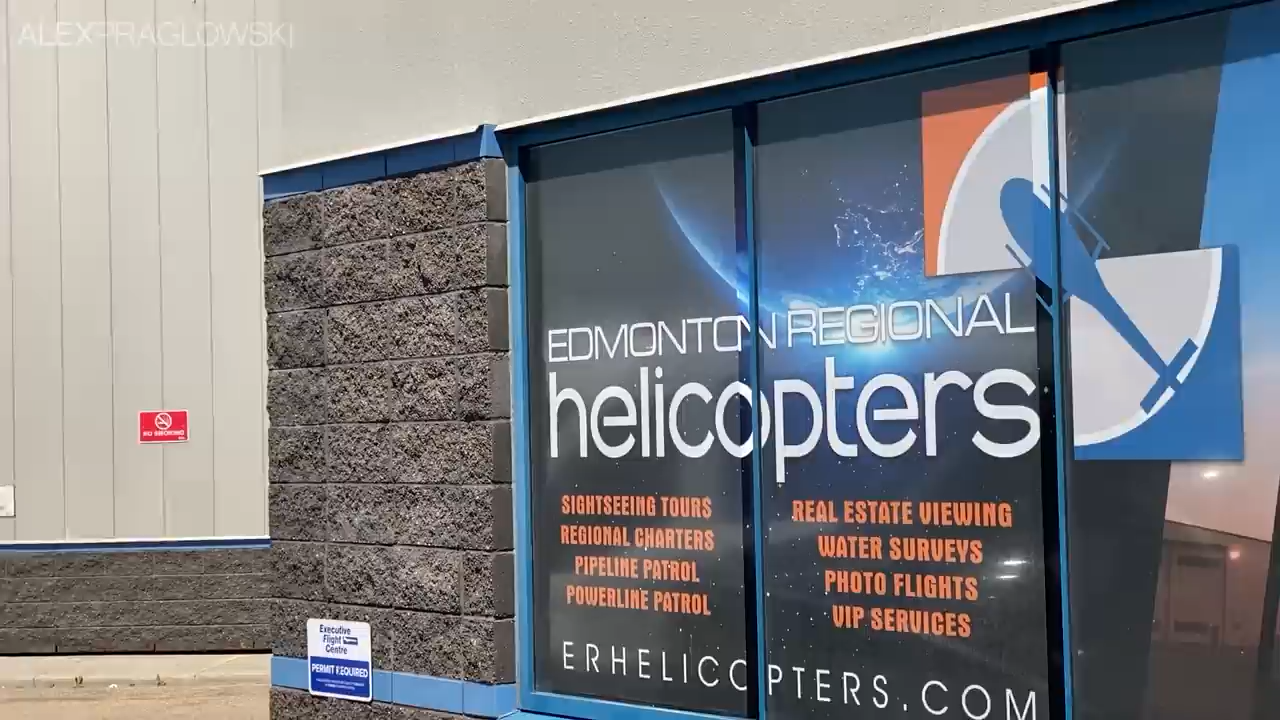 ALEXPRAGLOWSKI
EDMONTON REGIONAL
helicopters
SIGHTSEEING TOURS
REGIONAL CHARTERS
PIPELINE PATROL
POWERLINE PATROL
REAL ESTATE VIEWING
WATER SURVEYS
PHOTO FLIGHTS
VIP SERVICES
ERHELICOPTERS.COM
NO SMOKING
Executive
Flight
Centre
PERMIT REQUIRED